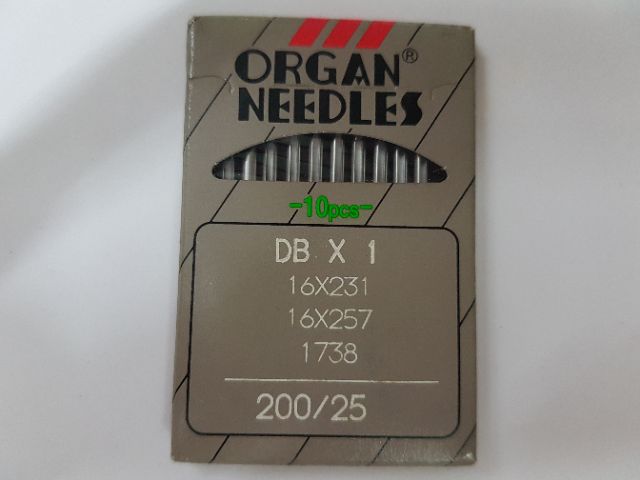 ORGAN®
NEEDLES
-10pcs-
DB X 1
16X231
16X257
1738
200/25